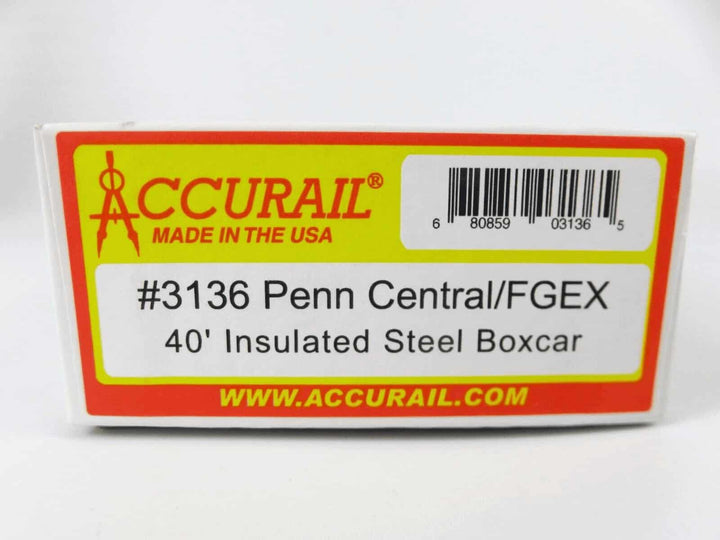 ACCURAIL®
MADE IN THE USA
6 80859 03136 5
#3136 Penn Central/FGEX
40' Insulated Steel Boxcar
WWW.ACCURAIL.COM